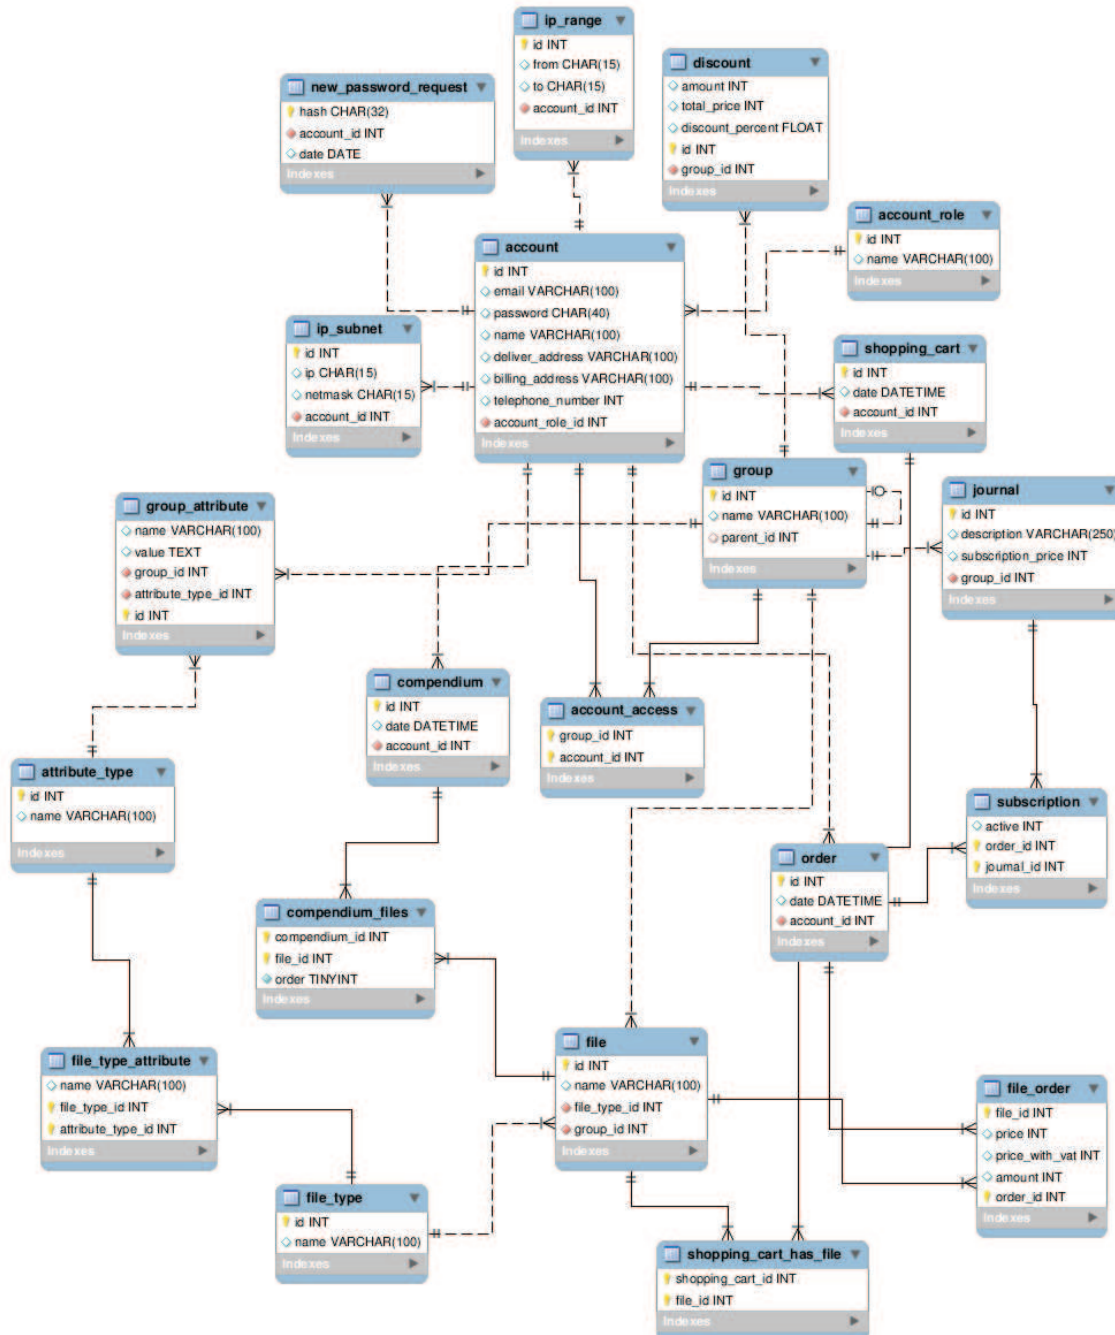 ip_range
id INT
from CHAR(15)
to CHAR(15)
account_id INT
Indexes
discount
amount INT
total_price INT
discount_percent FLOAT
id INT
group_id INT
Indexes
new_password_request
hash CHAR(32)
account_id INT
date DATE
Indexes
account_role
id INT
name VARCHAR(100)
Indexes
account
id INT
email VARCHAR(100)
password CHAR(40)
name VARCHAR(100)
deliver_address VARCHAR(100)
billing_address VARCHAR(100)
telephone_number INT
account_role_id INT
Indexes
ip_subnet
id INT
ip CHAR(15)
netmask CHAR(15)
account_id INT
Indexes
shopping_cart
id INT
date DATETIME
account_id INT
Indexes
group
id INT
name VARCHAR(100)
parent_id INT
Indexes
journal
id INT
description VARCHAR(250)
subscription_price INT
group_id INT
Indexes
group_attribute
name VARCHAR(100)
value TEXT
group_id INT
attribute_type_id INT
id INT
Indexes
compendium
id INT
date DATETIME
account_id INT
Indexes
account_access
group_id INT
account_id INT
Indexes
attribute_type
id INT
name VARCHAR(100)
Indexes
subscription
active INT
order_id INT
journal_id INT
Indexes
order
id INT
date DATETIME
account_id INT
Indexes
compendium_files
compendium_id INT
file_id INT
order TINYINT
Indexes
file
id INT
name VARCHAR(100)
file_type_id INT
group_id INT
Indexes
file_type_attribute
name VARCHAR(100)
file_type_id INT
attribute_type_id INT
Indexes
file_order
file_id INT
price INT
price_with_vat INT
amount INT
order_id INT
Indexes
file_type
id INT
name VARCHAR(100)
Indexes
shopping_cart_has_file
shopping_cart_id INT
file_id INT
Indexes